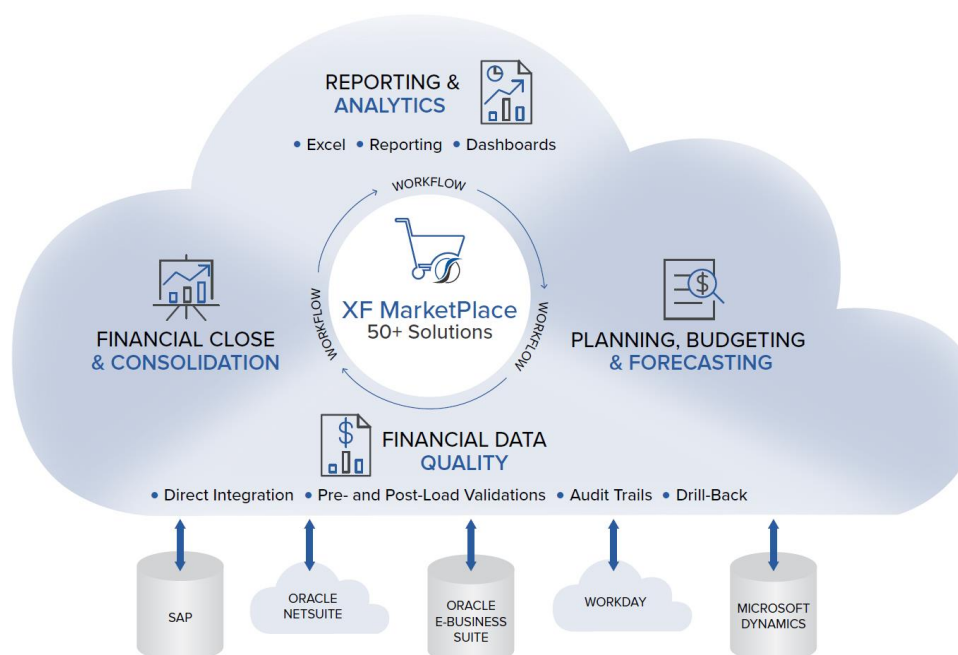 REPORTING &
ANALYTICS
• Excel • Reporting • Dashboards
WORKFLOW
WORKFLOW
WORKFLOW
XF MarketPlace
50+ Solutions
FINANCIAL CLOSE
& CONSOLIDATION
PLANNING, BUDGETING
& FORECASTING
$
$
FINANCIAL DATA
QUALITY
• Direct Integration • Pre- and Post-Load Validations • Audit Trails • Drill-Back
SAP
ORACLE
NETSUITE
ORACLE
E-BUSINESS
SUITE
WORKDAY
MICROSOFT
DYNAMICS